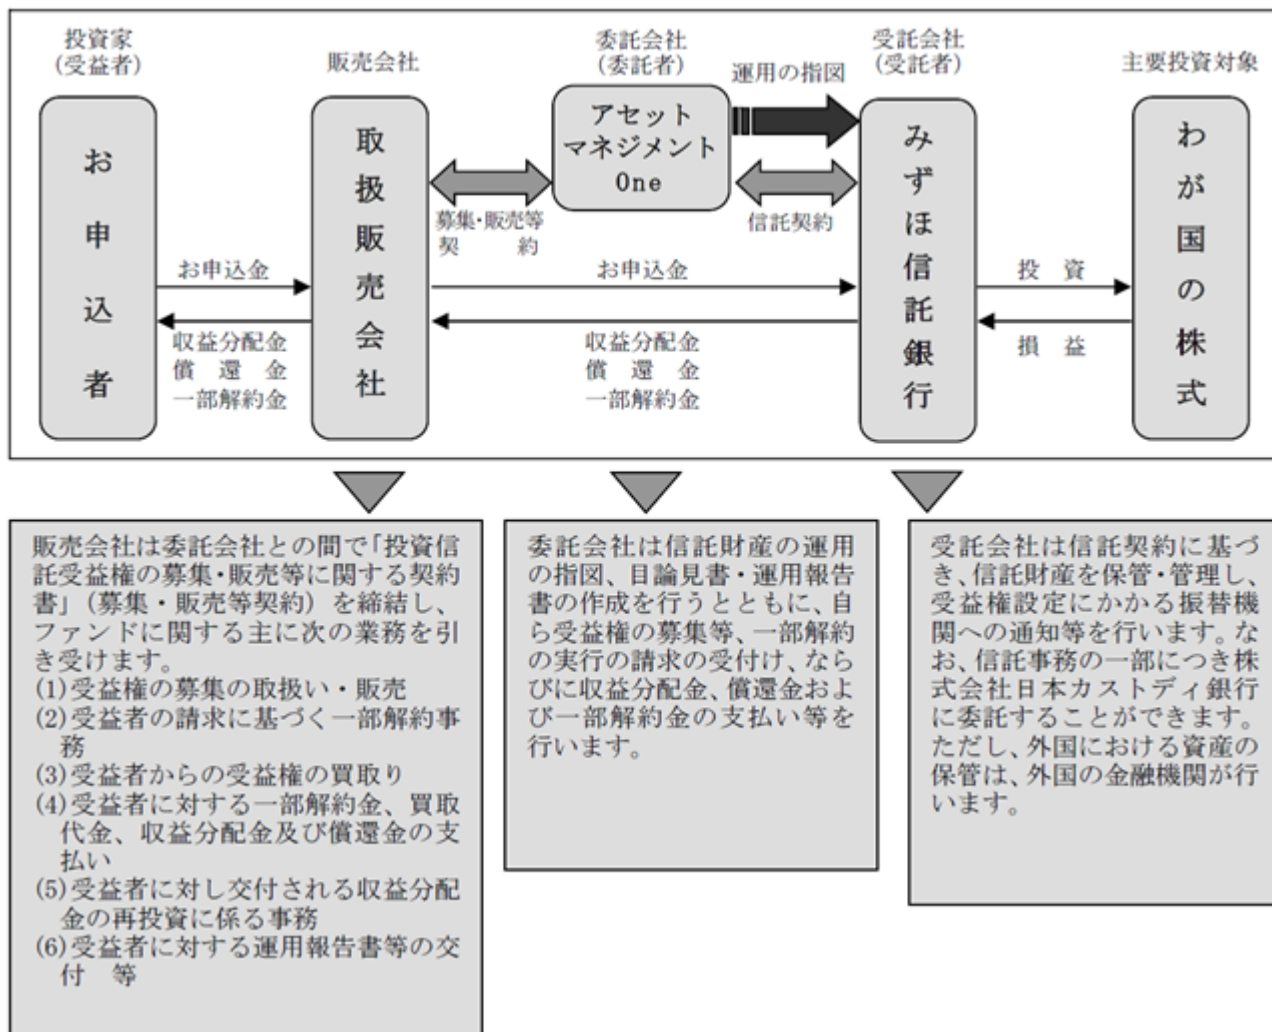 投資家
(受益者)
販売会社
委託会社
(委託者)
運用の指図
受託会社
(受託者)
主要投資対象
お申込者
取扱販売会社
アセット
マネジメント
One
みずほ信託銀行
わが国の株式
募集・販売等
契　　約
信託契約
お申込金
収益分配金
償　還　金
一部解約金
お申込金
収益分配金
償　還　金
一部解約金
投　資
損　益
販売会社は委託会社との間で「投資信
託受益権の募集・販売等に関する契約
書」(募集・販売等契約) を締結し、
ファンドに関する主に次の業務を引
き受けます。
(1)受益権の募集の取扱い・販売
(2)受益者の請求に基づく一部解約事
務
(3)受益者からの受益権の買取り
(4)受益者に対する一部解約金、買取
代金、収益分配金及び償還金の支
払い
(5)受益者に対し交付される収益分配
金の再投資に係る事務
(6)受益者に対する運用報告書等の交
付　等
委託会社は信託財産の運用
の指図、目論見書・運用報告
書の作成を行うとともに、自
ら受益権の募集等、一部解約
の実行の請求の受付け、なら
びに収益分配金、償還金およ
び一部解約金の支払い等を
行います。
受託会社は信託契約に基づ
き、信託財産を保管・管理し、
受益権設定にかかる振替機
関への通知等を行います。な
お、信託事務の一部につき株
式会社日本カストディ銀行
に委託することができます。
ただし、外国における資産の
保管は、外国の金融機関が行
います。